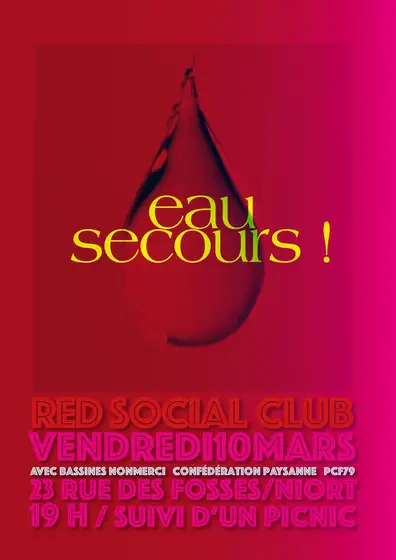 eau
secours !
RED SOCIAL CLUB
VENDREDI10MARS
AVEC BASSINES NONMERCI CONFÉDÉRATION PAYSANNE PCF79
23 RUE DES FOSSES/NIORT
19 H / SUIVI D'UN PICNIC